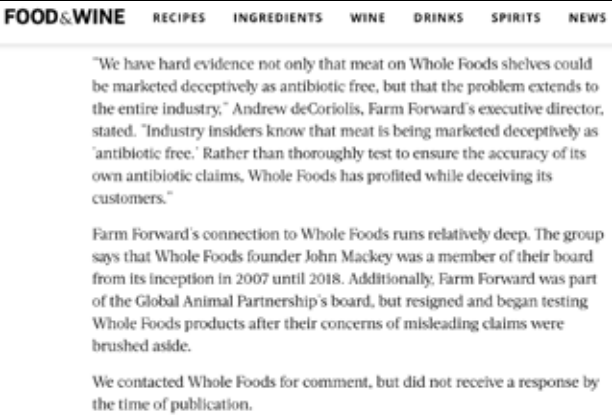 FOOD&WINE RECIPES INGREDIENTS WINE DRINKS SPIRITS NEWS
"We have hard evidence not only that meat on Whole Foods shelves could
be marketed deceptively as antibiotic free, but that the problem extends to
the entire industry," Andrew deCoriolis, Farm Forward's executive director,
stated. "Industry insiders know that meat is being marketed deceptively as
'antibiotic free.' Rather than thoroughly test to ensure the accuracy of its
own antibiotic claims, Whole Foods has profited while deceiving its
customers."
Farm Forward's connection to Whole Foods runs relatively deep. The group
says that Whole Foods founder John Mackey was a member of their board
from its inception in 2007 until 2018. Additionally, Farm Forward was part
of the Global Animal Partnership's board, but resigned and began testing
Whole Foods products after their concerns of misleading claims were
brushed aside.
We contacted Whole Foods for comment, but did not receive a response by
the time of publication.